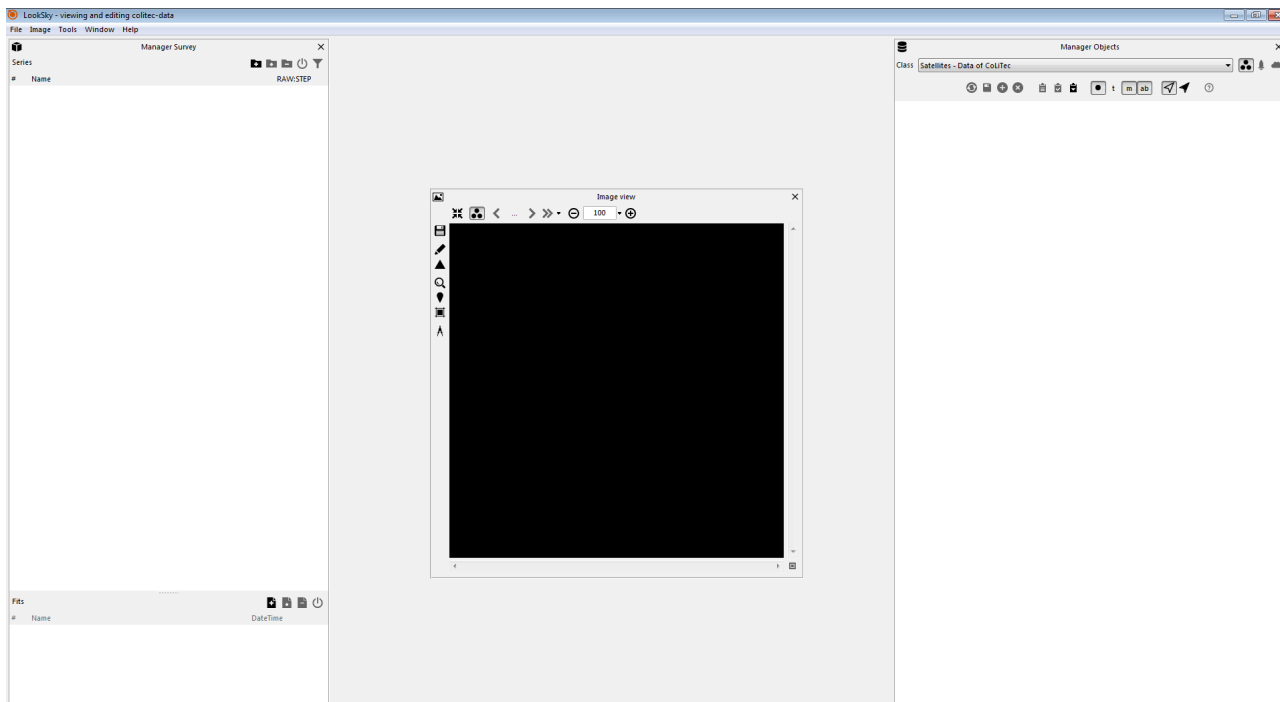 LookSky - viewing and editing colitec-data
File Image Tools Window Help
Manager Survey
Series
# Name RAW:STEP
Fits
# Name DateTime
Image view
... 100
Manager Objects
Class Satellites - Data of CoLiTec
t m ab